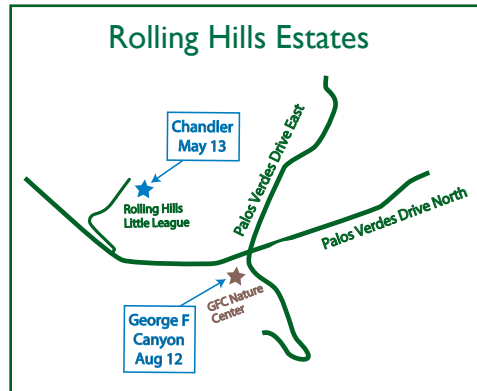 Rolling Hills Estates
Chandler
May 13
Rolling Hills
Little League
Palos Verdes Drive East
Palos Verdes Drive North
GFC Nature
Center
George F
Canyon
Aug 12